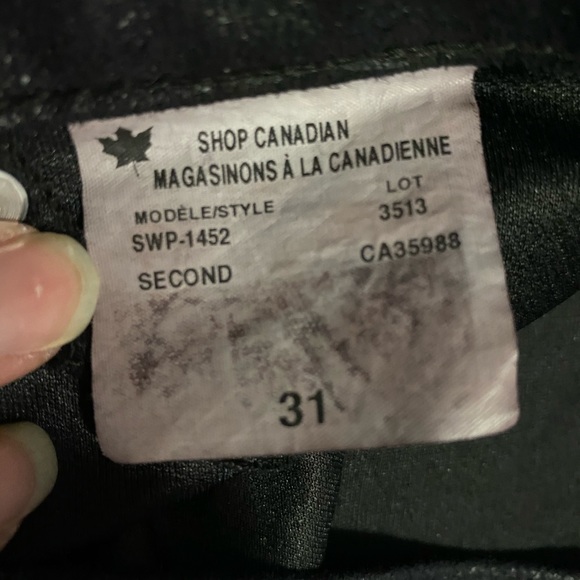 SHOP CANADIAN
MAGASINONS À LA CANADIENNE
MODÈLE/STYLE LOT
SWP-1452 3513
SECOND CA35988
31